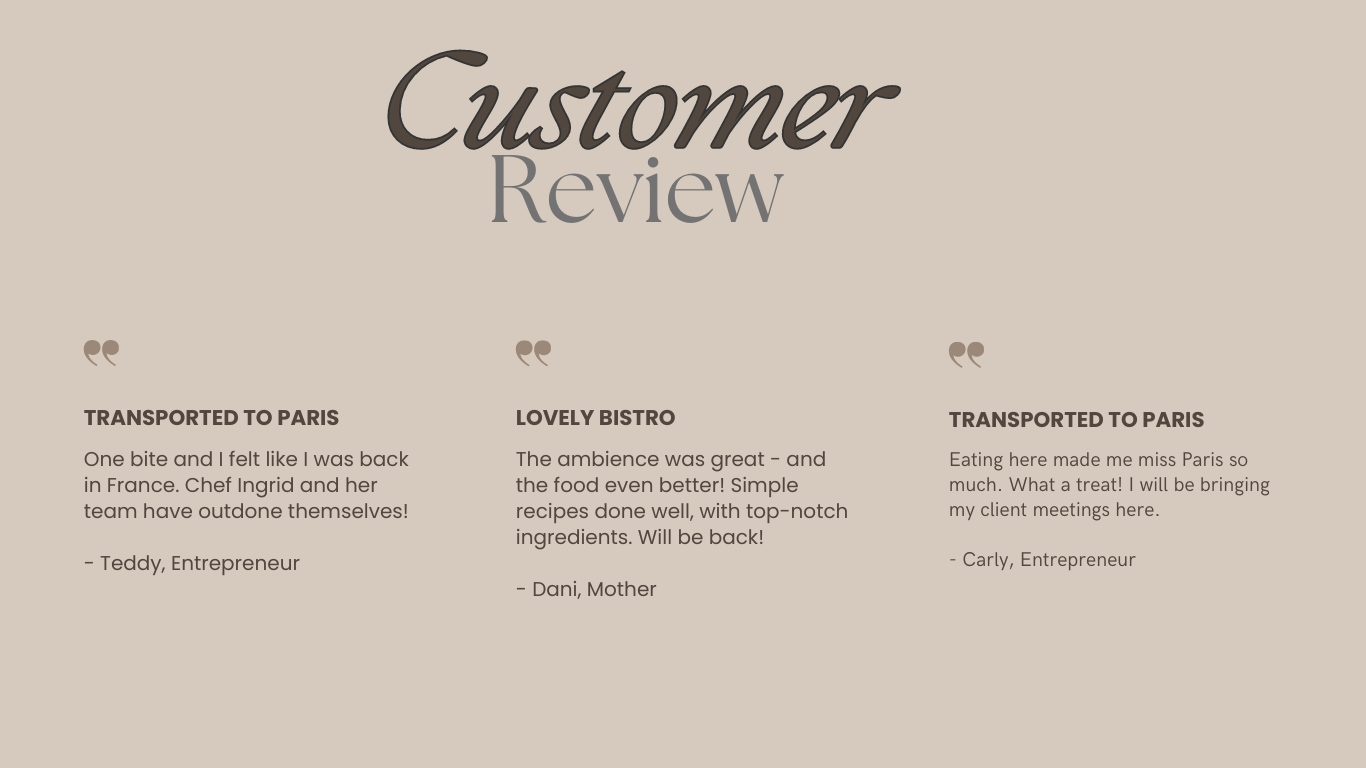 Customer
Review
TRANSPORTED TO PARIS
One bite and I felt like I was back
in France. Chef Ingrid and her
team have outdone themselves!
- Teddy, Entrepreneur
LOVELY BISTRO
The ambience was great - and
the food even better! Simple
recipes done well, with top-notch
ingredients. Will be back!
- Dani, Mother
TRANSPORTED TO PARIS
Eating here made me miss Paris so
much. What a treat! I will be bringing
my client meetings here.
- Carly, Entrepreneur